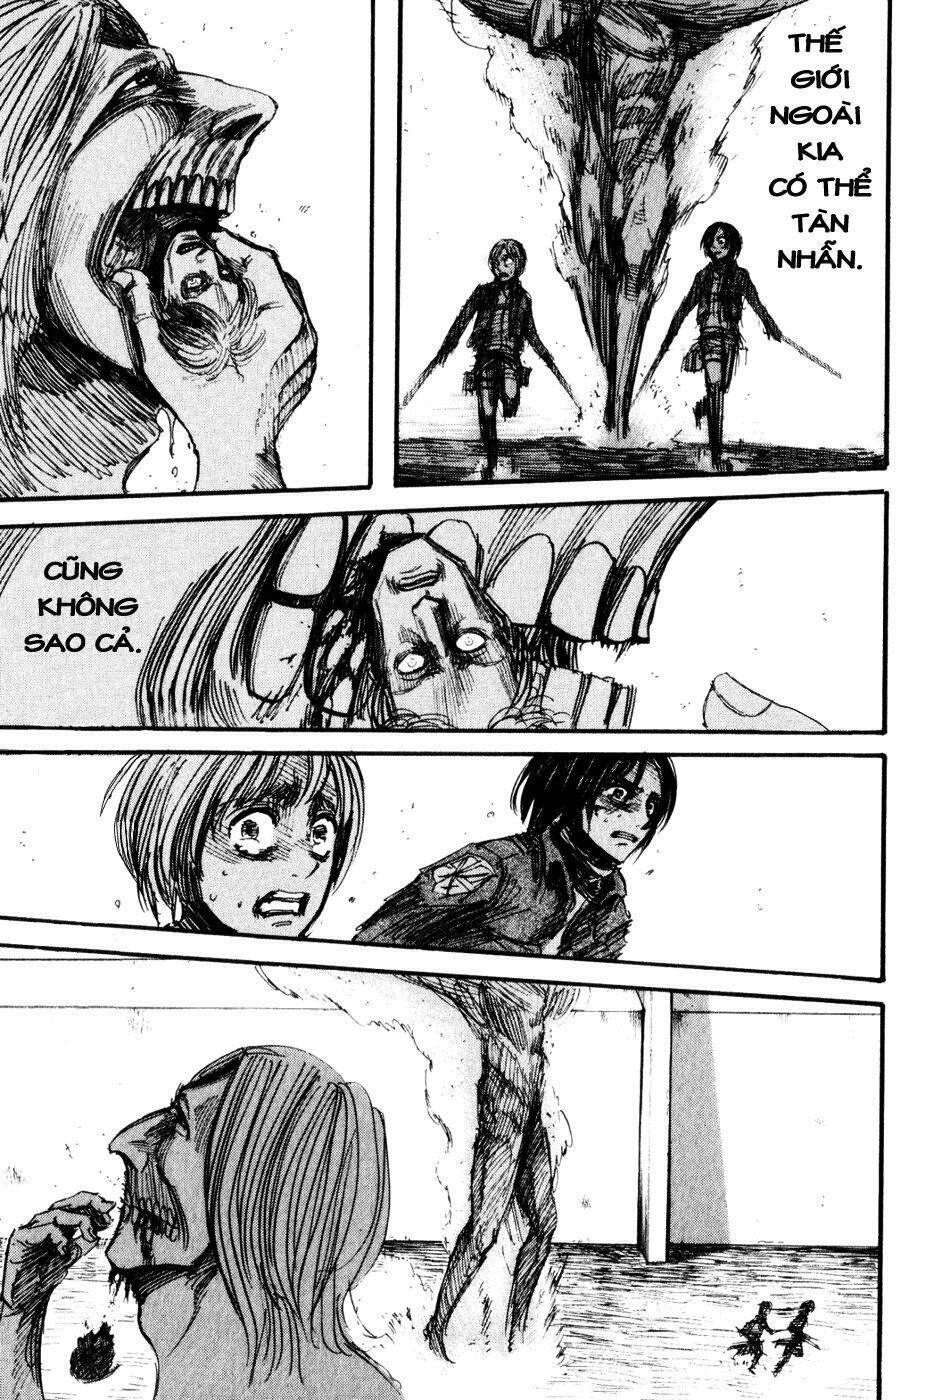 THẾ
GIỚI
NGOÀI
KIA
CÓ THỂ
TÀN
NHẪN.
CŨNG
KHÔNG
SAO CẢ.